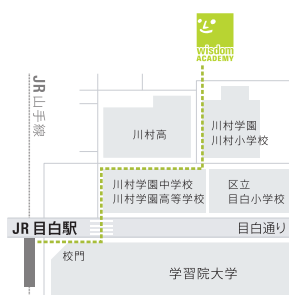 wisdom
ACADEMY
JR山手線
川村高
川村学園
川村小学校
川村学園中学校
川村学園高等学校
区立
目白小学校
JR 目白駅
目白通り
校門
学習院大学